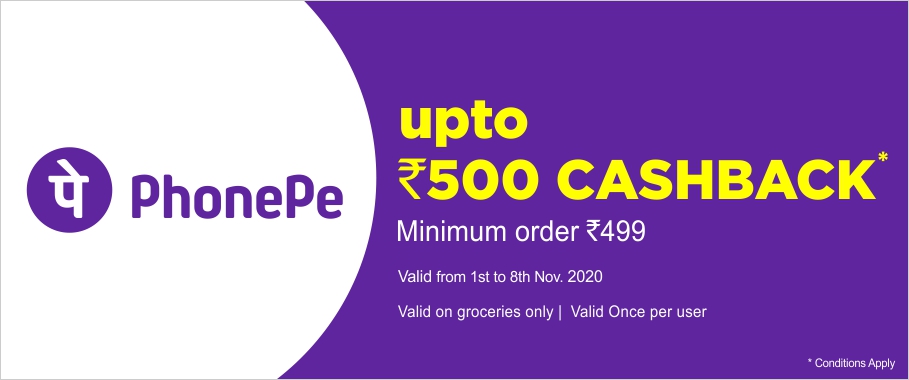 पे PhonePe
upto
₹500 CASHBACK*
Minimum order ₹499
Valid from 1st to 8th Nov. 2020
Valid on groceries only | Valid Once per user
* Conditions Apply